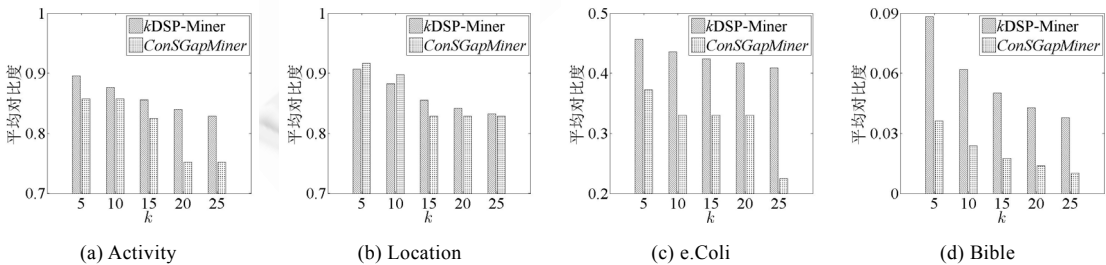 1
0.9
0.8
0.7
平均对比度
kDSP-Miner
ConSGapMiner
5 10 15 20 25
k
(a) Activity
1
0.9
0.8
0.7
平均对比度
kDSP-Miner
ConSGapMiner
5 10 15 20 25
k
(b) Location
0.5
0.4
0.3
0.2
平均对比度
kDSP-Miner
ConSGapMiner
5 10 15 20 25
k
(c) e.Coli
0.09
0.06
0.03
0
平均对比度
kDSP-Miner
ConSGapMiner
5 10 15 20 25
k
(d) Bible